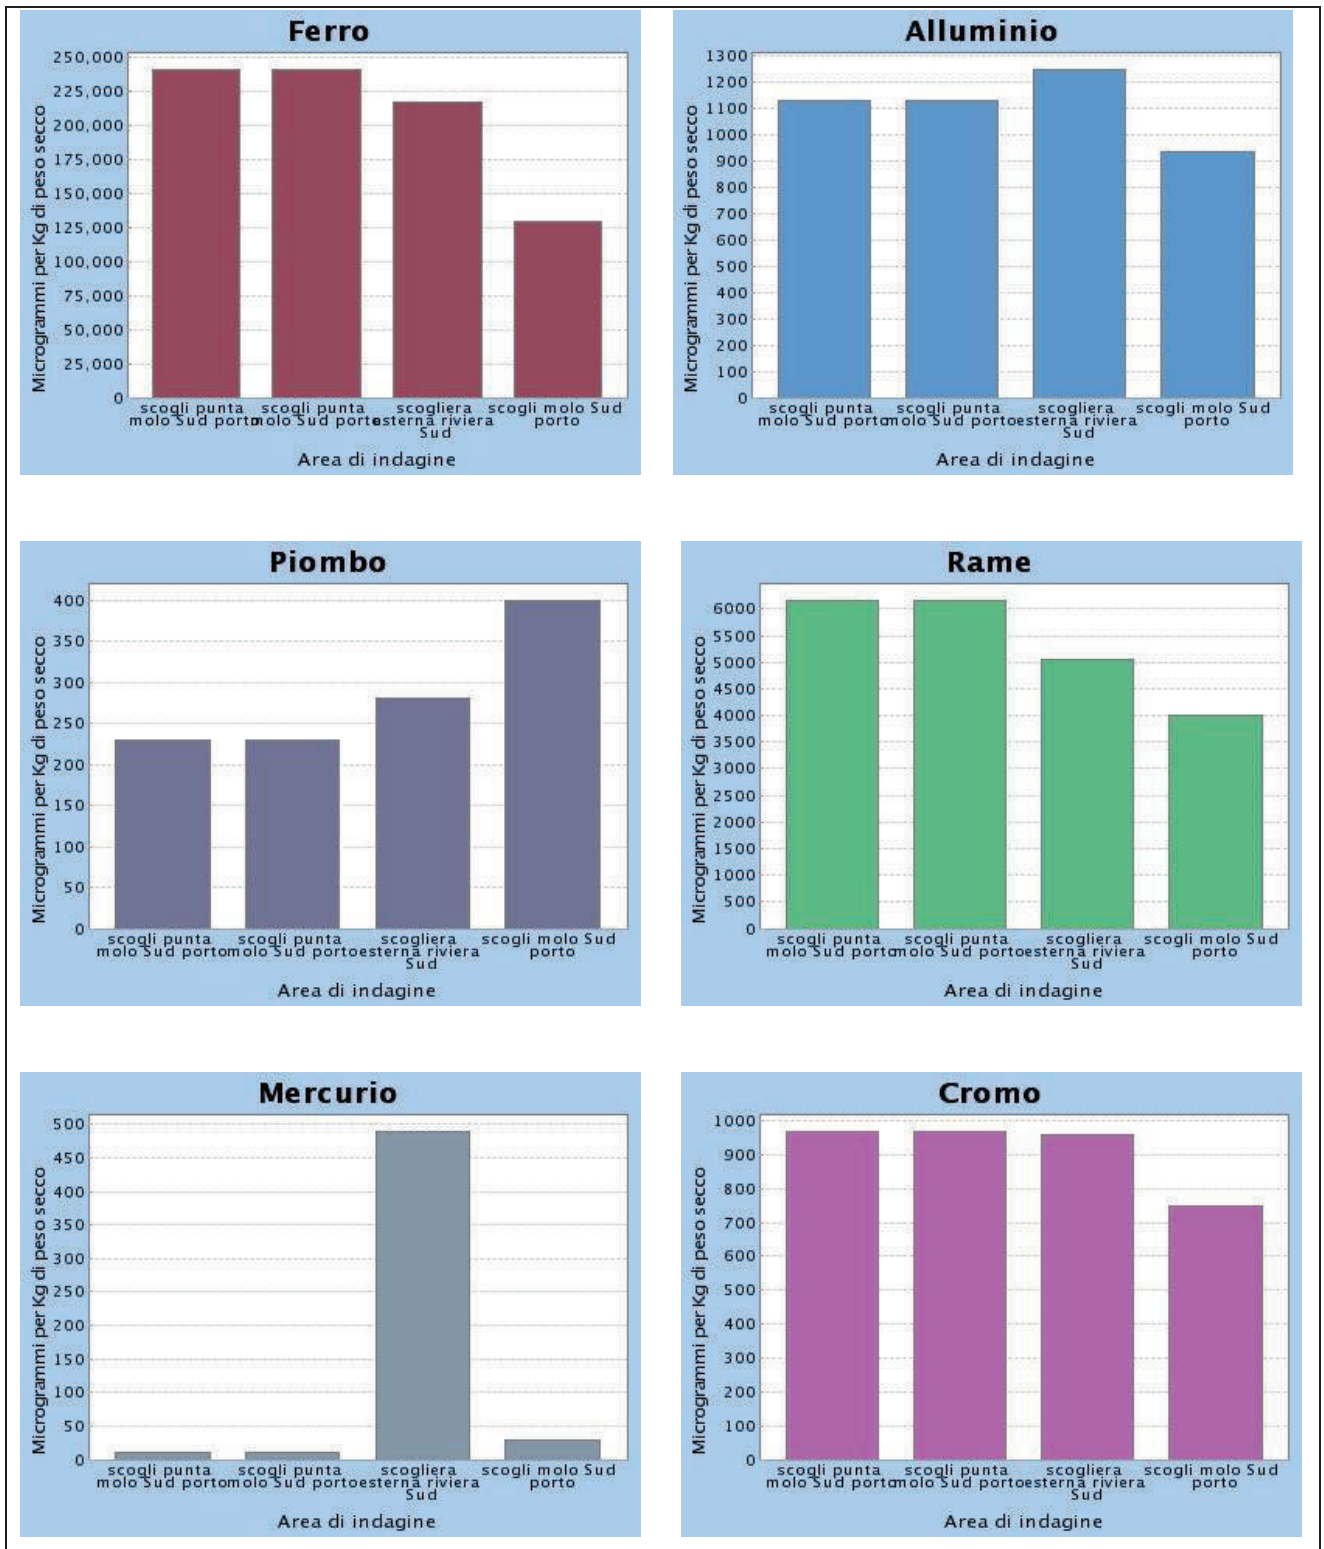 Ferro
Microgrammi per Kg di peso secco
250,000
225,000
200,000
175,000
150,000
125,000
100,000
75,000
50,000
25,000
0
scogli punta
molo Sud porto
scogli punta
molo Sud porto
scogliera
esterna riviera
Sud
scogli molo Sud
porto
Area di indagine
Alluminio
Microgrammi per Kg di peso secco
1300
1200
1100
1000
900
800
700
600
500
400
300
200
100
0
scogli punta
molo Sud porto
scogli punta
molo Sud porto
scogliera
esterna riviera
Sud
scogli molo Sud
porto
Area di indagine
Piombo
Microgrammi per Kg di peso secco
400
350
300
250
200
150
100
50
0
scogli punta
molo Sud porto
scogli punta
molo Sud porto
scogliera
esterna riviera
Sud
scogli molo Sud
porto
Area di indagine
Rame
Microgrammi per Kg di peso secco
6000
5500
5000
4500
4000
3500
3000
2500
2000
1500
1000
500
0
scogli punta
molo Sud porto
scogli punta
molo Sud porto
scogliera
esterna riviera
Sud
scogli molo Sud
porto
Area di indagine
Mercurio
Microgrammi per Kg di peso secco
500
450
400
350
300
250
200
150
100
50
0
scogli punta
molo Sud porto
scogli punta
molo Sud porto
scogliera
esterna riviera
Sud
scogli molo Sud
porto
Area di indagine
Cromo
Microgrammi per Kg di peso secco
1000
900
800
700
600
500
400
300
200
100
0
scogli punta
molo Sud porto
scogli punta
molo Sud porto
scogliera
esterna riviera
Sud
scogli molo Sud
porto
Area di indagine